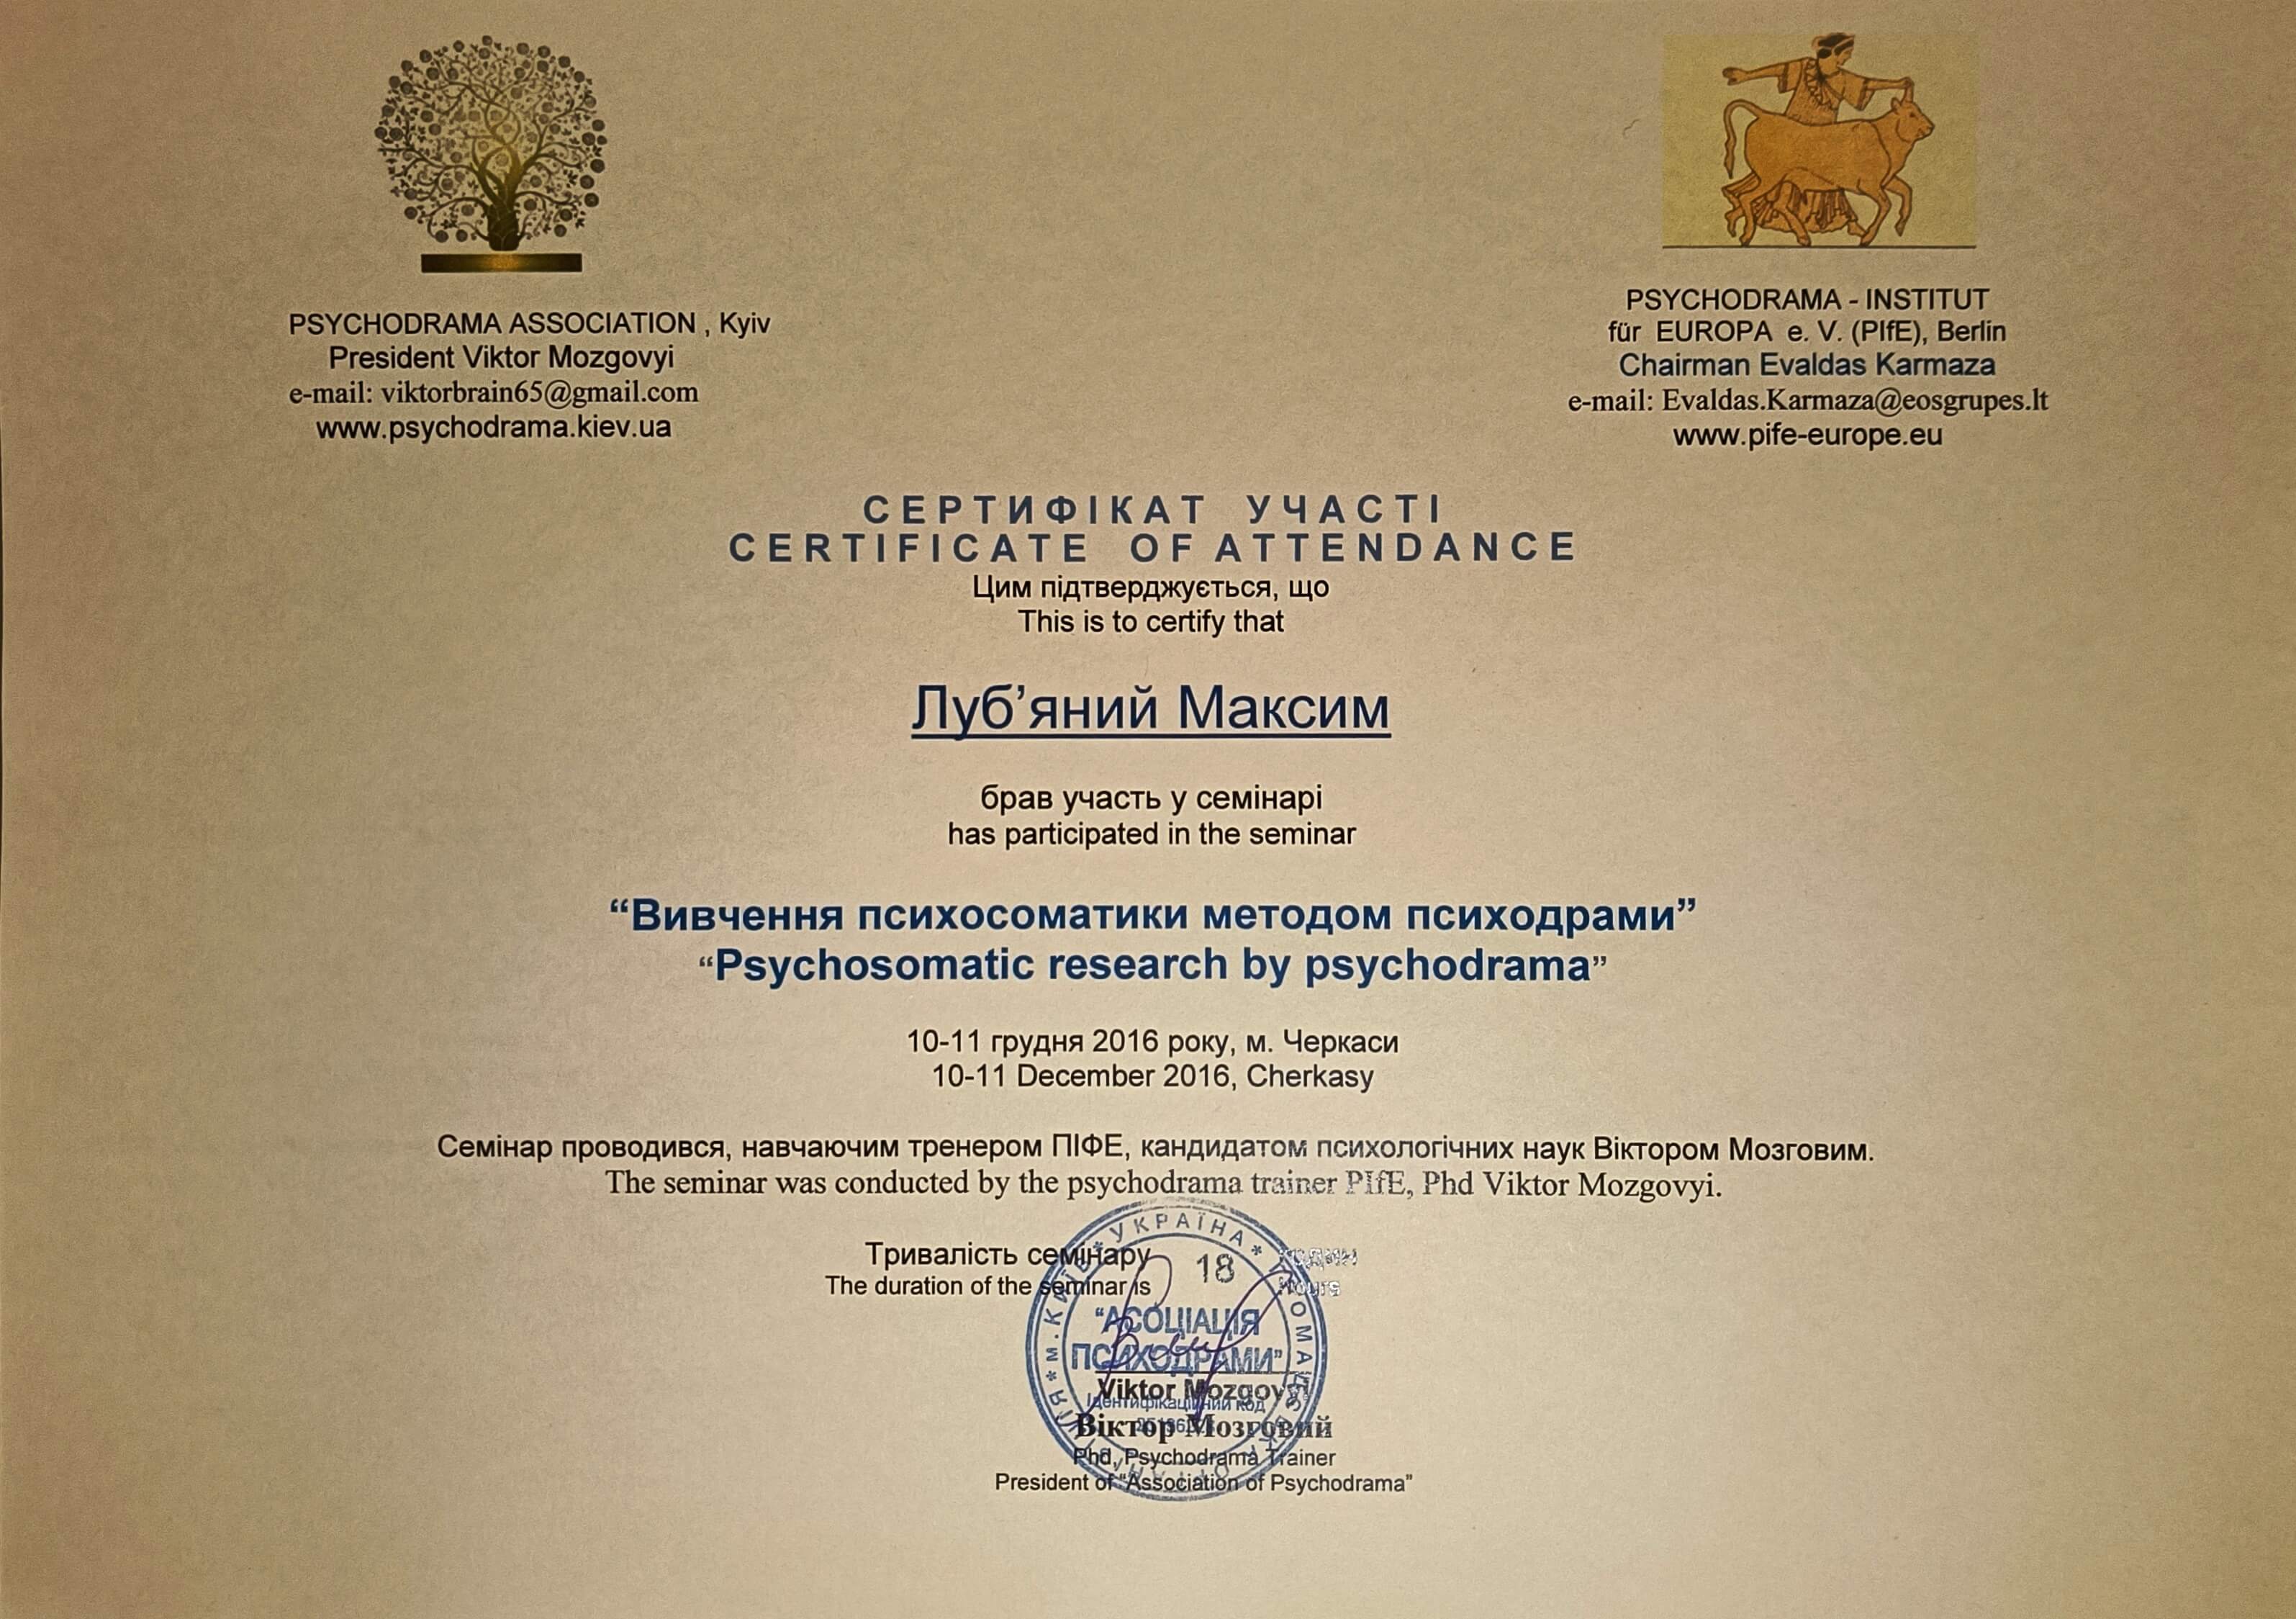 PSYCHODRAMA ASSOCIATION , Kyiv
President Viktor Mozgovyi
e-mail: viktorbrain65@gmail.com
www.psychodrama.kiev.ua
PSYCHODRAMA - INSTITUT
für EUROPA e. V. (PIfE), Berlin
Chairman Evaldas Karmaza
e-mail: Evaldas.Karmaza@eosgrupes.lt
www.pife-europe.eu
СЕРТИФІКАТ УЧАСТІ
CERTIFICATE OF ATTENDANCE
Цим підтверджується, що
This is to certify that
Луб’яний Максим
брав участь у семінарі
has participated in the seminar
“Вивчення психосоматики методом психодрами”
“Psychosomatic research by psychodrama”
10-11 грудня 2016 року, м. Черкаси
10-11 December 2016, Cherkasy
Семінар проводився, навчаючим тренером ПІФЕ, кандидатом психологічних наук Віктором Мозговим.
The seminar was conducted by the psychodrama trainer PIfE, Phd Viktor Mozgovyi.
Тривалість семінару 18 годин
The duration of the seminar is hours
* УКРАЇНА * м. КИЇВ *
“АСОЦІАЦІЯ
ПСИХОДРАМИ”
Viktor Mozgovyi
Ідентифікаційний код
Віктор Мозговий
Phd, Psychodrama Trainer
President of “Association of Psychodrama”